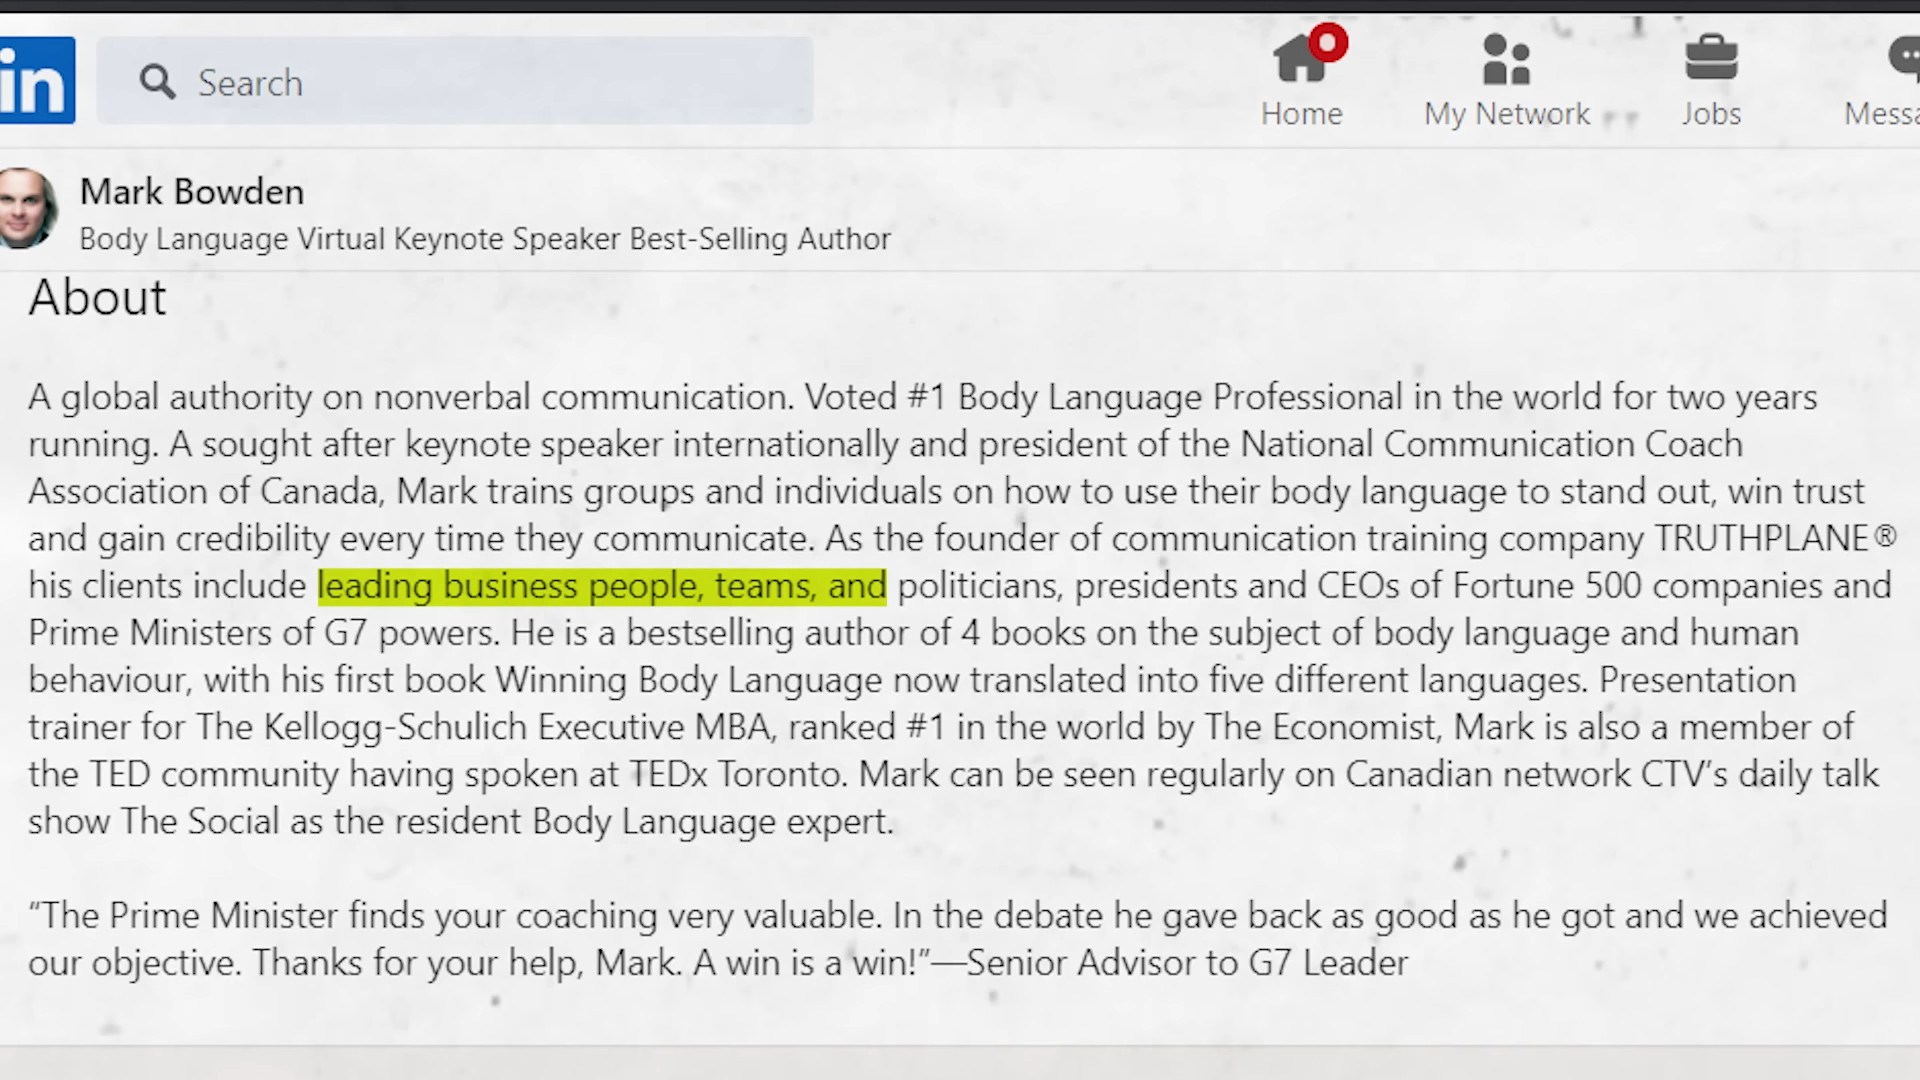 in
Search
Home
My Network
Jobs
Mark Bowden
Body Language Virtual Keynote Speaker Best-Selling Author
About
A global authority on nonverbal communication. Voted #1 Body Language Professional in the world for two years
running. A sought after keynote speaker internationally and president of the National Communication Coach
Association of Canada, Mark trains groups and individuals on how to use their body language to stand out, win trust
and gain credibility every time they communicate. As the founder of communication training company TRUTHPLANE®
his clients include leading business people, teams, and politicians, presidents and CEOs of Fortune 500 companies and
Prime Ministers of G7 powers. He is a bestselling author of 4 books on the subject of body language and human
behaviour, with his first book Winning Body Language now translated into five different languages. Presentation
trainer for The Kellogg-Schulich Executive MBA, ranked #1 in the world by The Economist, Mark is also a member of
the TED community having spoken at TEDx Toronto. Mark can be seen regularly on Canadian network CTV’s daily talk
show The Social as the resident Body Language expert.
“The Prime Minister finds your coaching very valuable. In the debate he gave back as good as he got and we achieved
our objective. Thanks for your help, Mark. A win is a win!”—Senior Advisor to G7 Leader